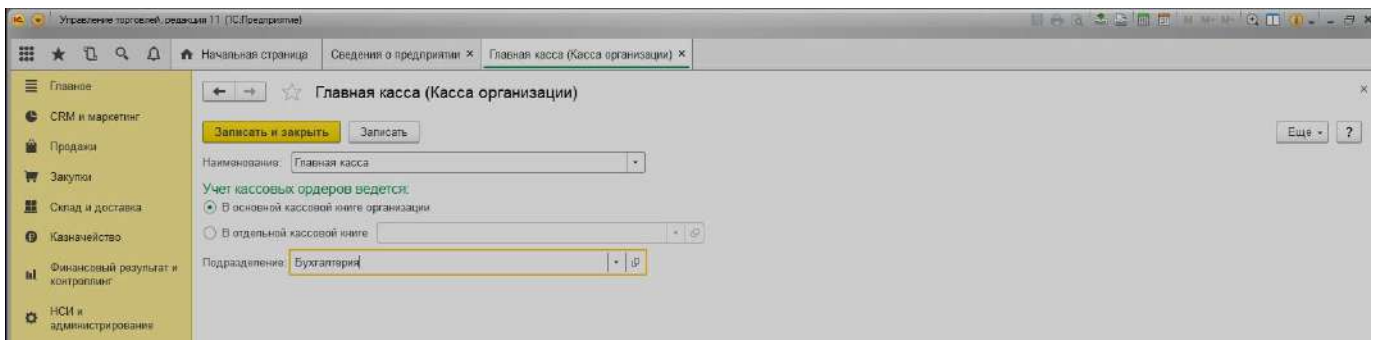 Управление торговлей, редакция 11 (1С:Предприятие)
M M+ M-
Начальная страница
Сведения о предприятии ×
Главная касса (Касса организации) ×
Главное
CRM и маркетинг
Продажи
Закупки
Склад и доставка
Казначейство
Финансовый результат и
контроллинг
НСИ и
администрирование
Главная касса (Касса организации)
Записать и закрыть
Записать
Еще
?
Наименование: Главная касса
Учет кассовых ордеров ведется:
В основной кассовой книге организации
В отдельной кассовой книге
Подразделение: Бухгалтерия